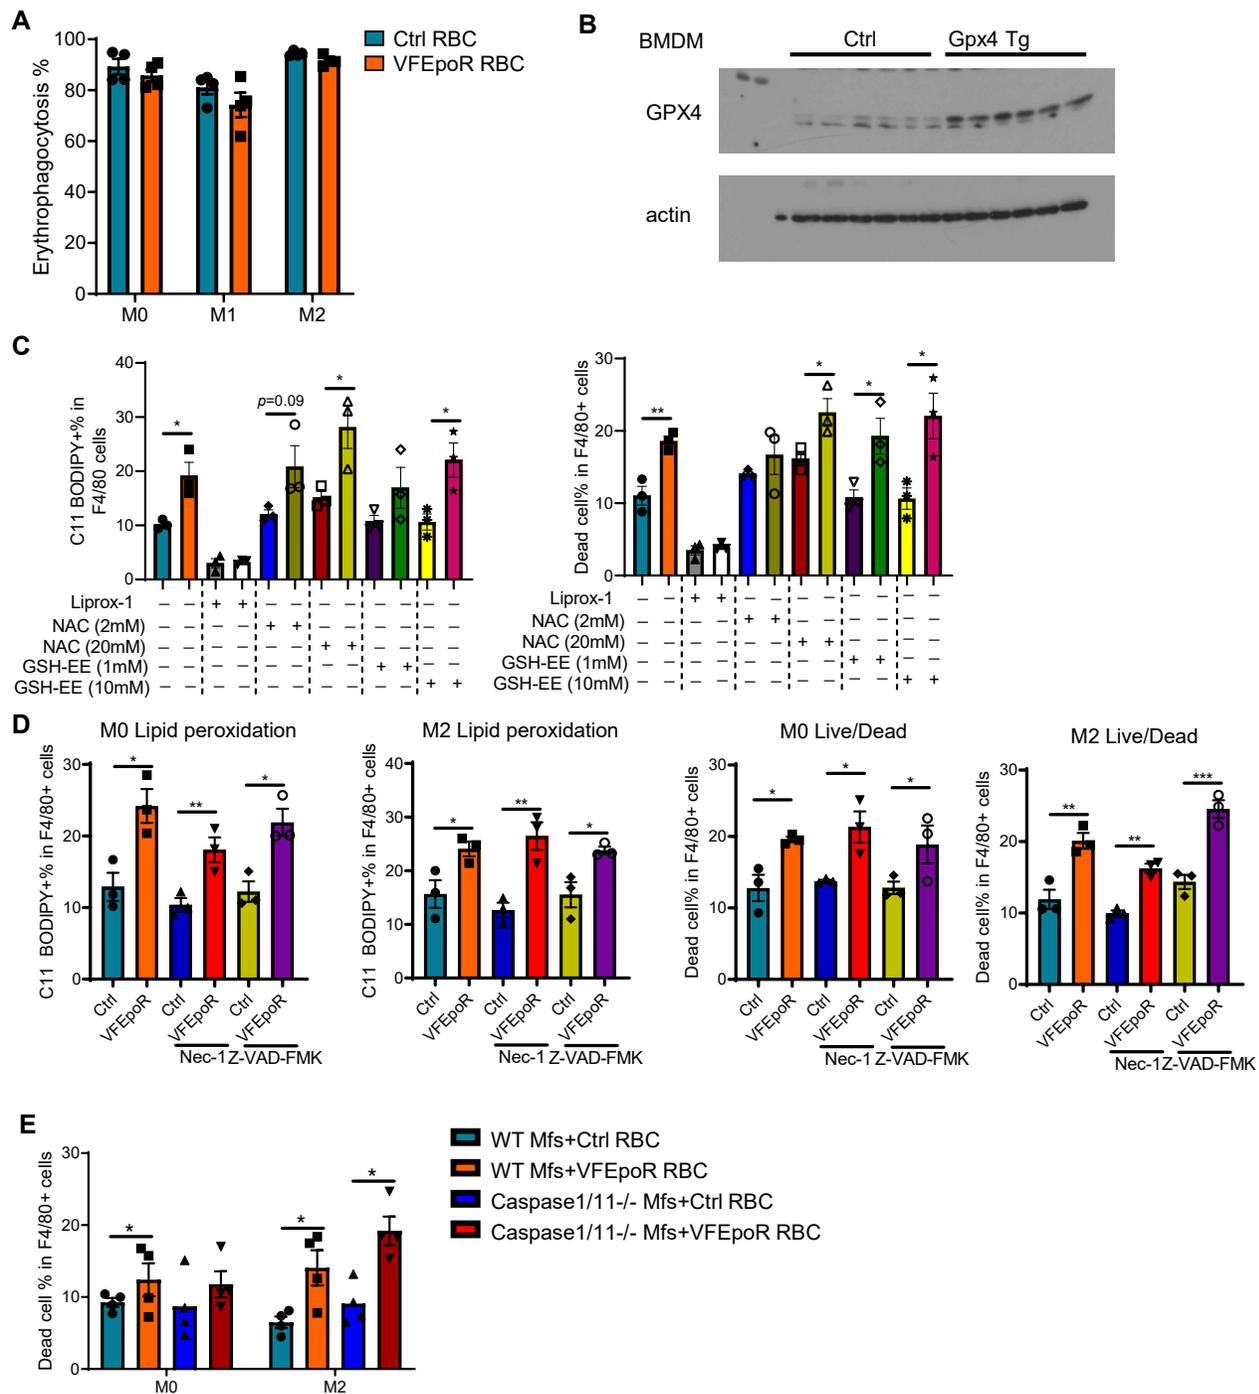 A
Erythrophagocytosis %
100
80
60
40
20
0
M0 M1 M2
Ctrl RBC
VFEpoR RBC
B
BMDM Ctrl Gpx4 Tg
GPX4
actin
C
C11 BODIPY+% in
F4/80 cells
40
30
20
10
0
*
p=0.09
*
*
Liprox-1 – – + + – – – – – – – –
NAC (2mM) – – – – + + – – – – – –
NAC (20mM) – – – – – – + + – – – –
GSH-EE (1mM) – – – – – – – – + + – –
GSH-EE (10mM) – – – – – – – – – – + +
Dead cell% in F4/80+ cells
30
20
10
0
**
*
*
*
Liprox-1 – – + + – – – – – – – –
NAC (2mM) – – – – + + – – – – – –
NAC (20mM) – – – – – – + + – – – –
GSH-EE (1mM) – – – – – – – – + + – –
GSH-EE (10mM) – – – – – – – – – – + +
D
M0 Lipid peroxidation
C11 BODIPY+% in F4/80+ cells
30
20
10
0
* ** *
Ctrl VFEpoR Ctrl VFEpoR Ctrl VFEpoR
Nec-1 Z-VAD-FMK
M2 Lipid peroxidation
C11 BODIPY+% in F4/80+ cells
40
30
20
10
0
* ** *
Ctrl VFEpoR Ctrl VFEpoR Ctrl VFEpoR
Nec-1 Z-VAD-FMK
M0 Live/Dead
Dead cell% in F4/80+ cells
30
20
10
0
* * *
Ctrl VFEpoR Ctrl VFEpoR Ctrl VFEpoR
Nec-1 Z-VAD-FMK
M2 Live/Dead
Dead cell% in F4/80+ cells
30
20
10
0
** ** ***
Ctrl VFEpoR Ctrl VFEpoR Ctrl VFEpoR
Nec-1 Z-VAD-FMK
E
Dead cell % in F4/80+ cells
30
20
10
0
* * *
M0 M2
WT Mfs+Ctrl RBC
WT Mfs+VFEpoR RBC
Caspase1/11-/- Mfs+Ctrl RBC
Caspase1/11-/- Mfs+VFEpoR RBC